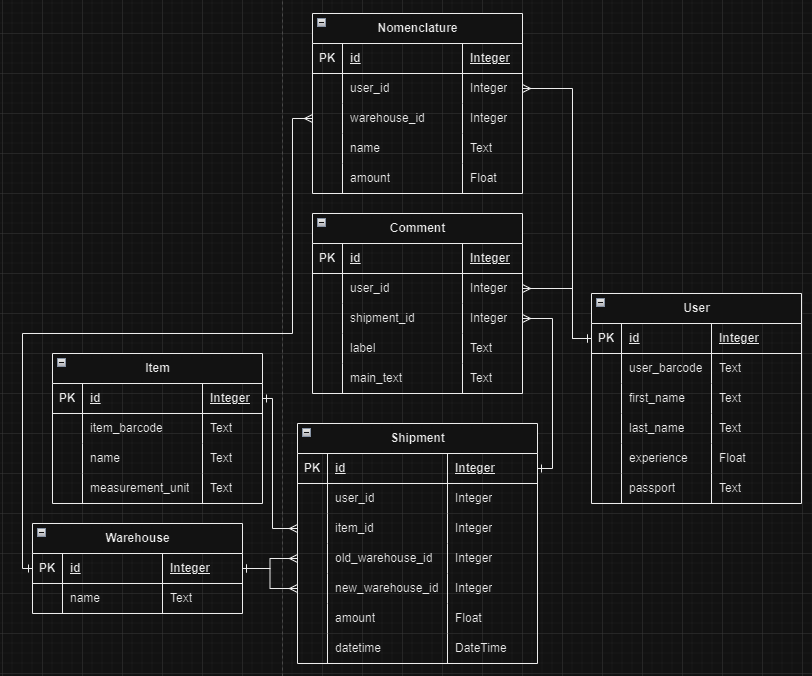 Nomenclature
PK id Integer
user_id Integer
warehouse_id Integer
name Text
amount Float
Comment
PK id Integer
user_id Integer
shipment_id Integer
label Text
main_text Text
User
PK id Integer
user_barcode Text
first_name Text
last_name Text
experience Float
passport Text
Item
PK id Integer
item_barcode Text
name Text
measurement_unit Text
Shipment
PK id Integer
user_id Integer
item_id Integer
old_warehouse_id Integer
new_warehouse_id Integer
amount Float
datetime DateTime
Warehouse
PK id Integer
name Text